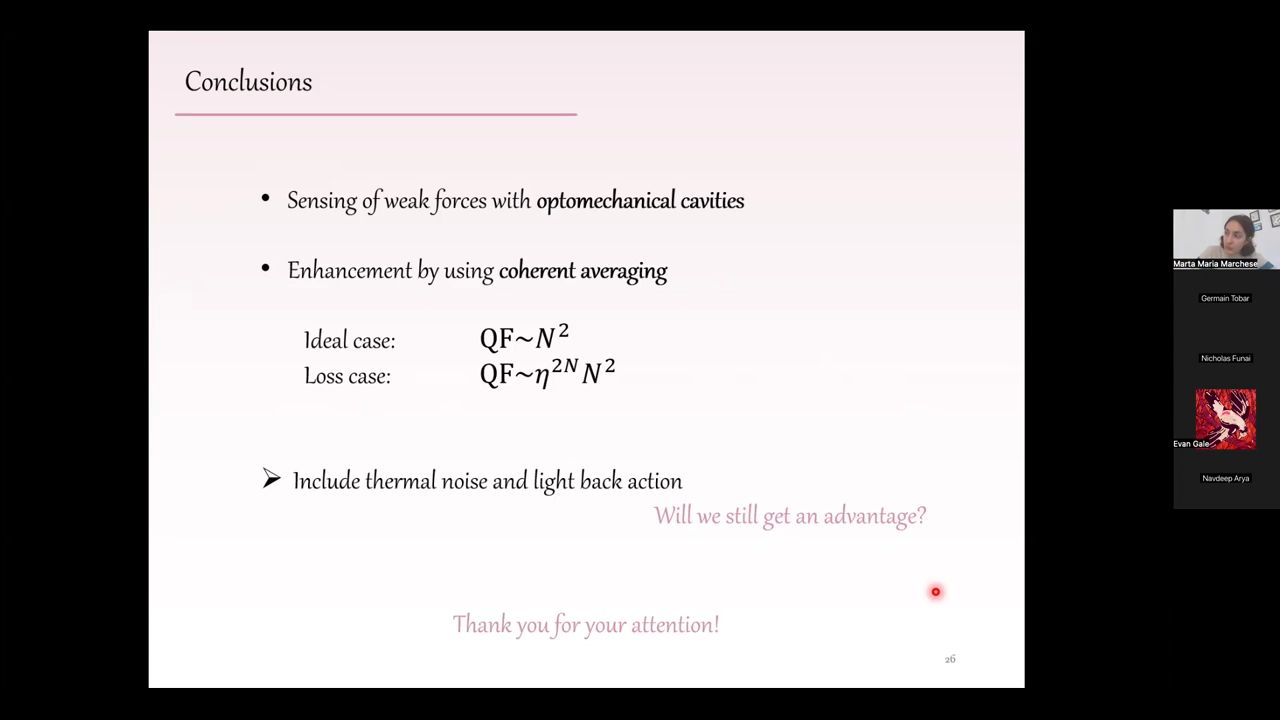 Conclusions
• Sensing of weak forces with optomechanical cavities
• Enhancement by using coherent averaging
Ideal case: QF~N²
Loss case: QF~η²ᴺN²
➢ Include thermal noise and light back action
Will we still get an advantage?
Thank you for your attention!
26
Marta Maria Marchese
Germain Tobar
Nicholas Funai
Evan Gale
Navdeep Arya